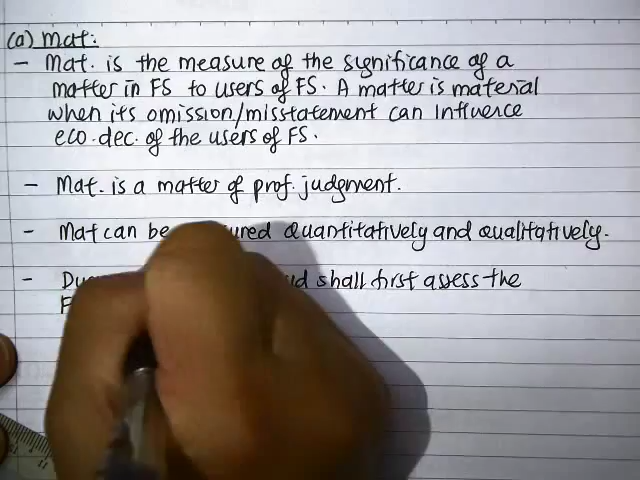 (a) Mat:
- Mat. is the measure of the significance of a
matter in FS to users of FS. A matter is material
when its omission/misstatement can influence
eco. dec. of the users of FS.
- Mat. is a matter of prof. judgment.
- Mat can be quantitatively and qualitatively.
- shall first assess the